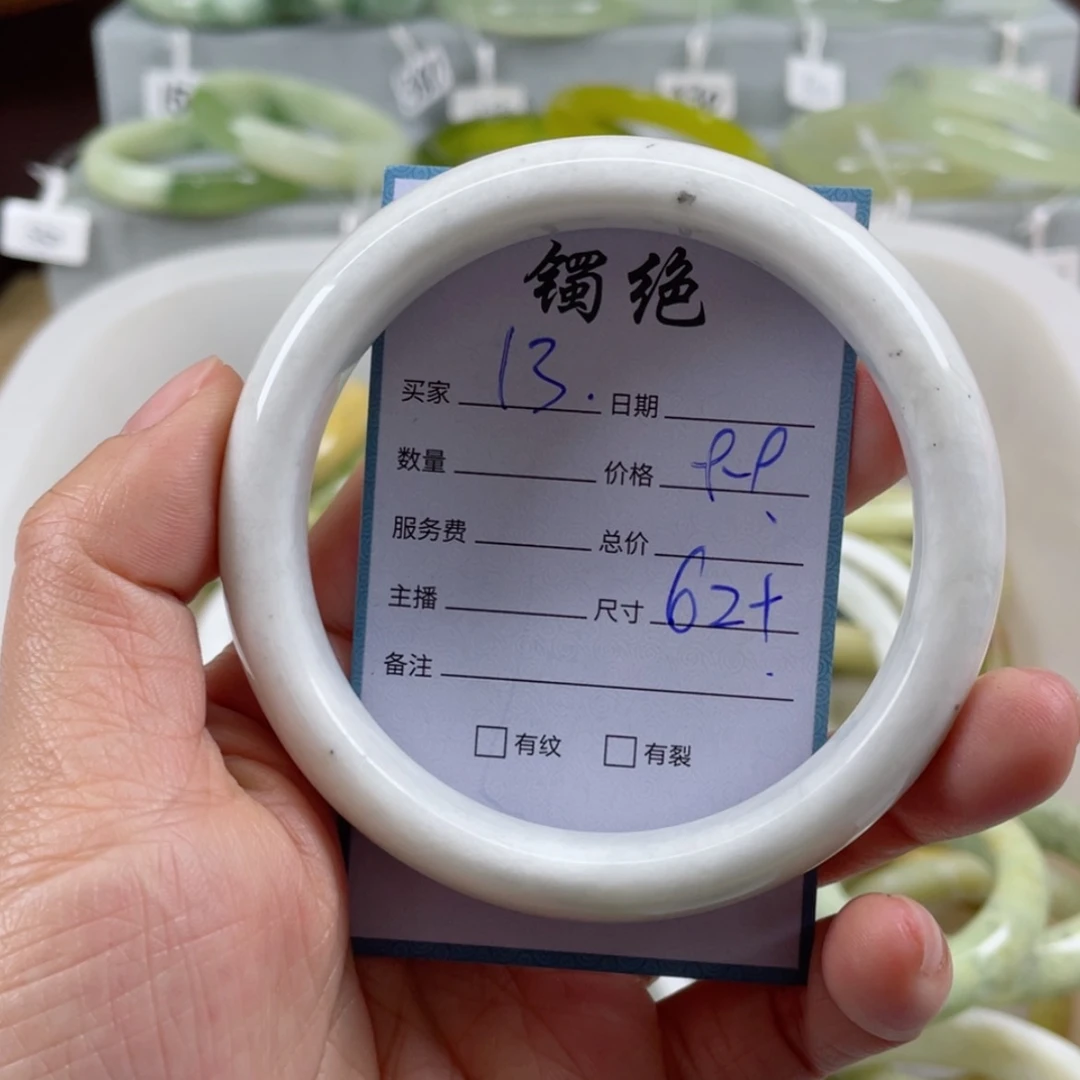 镯绝
买家 13. 日期
数量 价格
服务费 总价
主播 尺寸 62+
备注
□ 有纹 □ 有裂